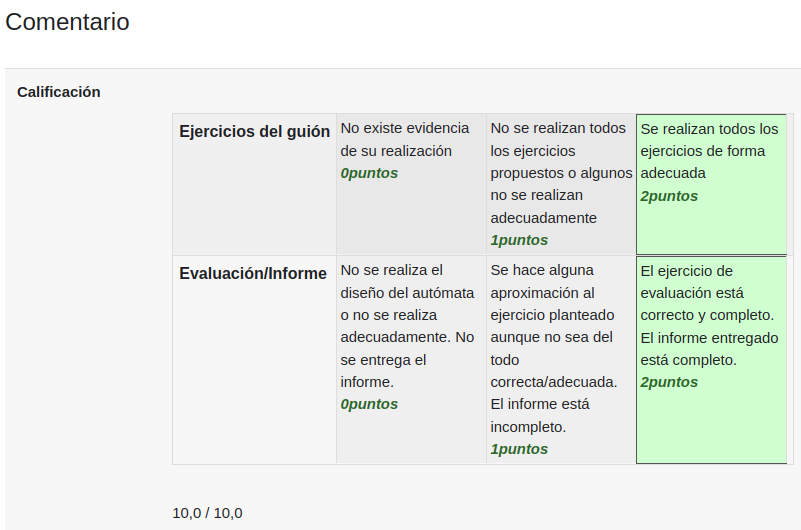 Comentario
Calificación
Ejercicios del guión
No existe evidencia
de su realización
0puntos
No se realizan todos
los ejercicios
propuestos o algunos
no se realizan
adecuadamente
1puntos
Se realizan todos los
ejercicios de forma
adecuada
2puntos
Evaluación/Informe
No se realiza el
diseño del autómata
o no se realiza
adecuadamente. No
se entrega el
informe.
0puntos
Se hace alguna
aproximación al
ejercicio planteado
aunque no sea del
todo
correcta/adecuada.
El informe está
incompleto.
1puntos
El ejercicio de
evaluación está
correcto y completo.
El informe entregado
está completo.
2puntos
10,0 / 10,0